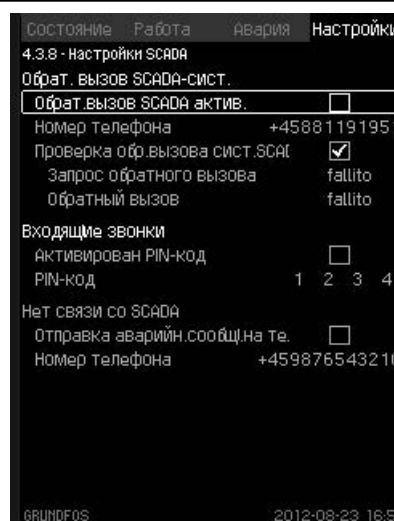 Состояние Работа Авария Настройки
4.3.8 - Настройки SCADA
Обрат. вызов SCADA-сист.
Обрат.вызов SCADA актив.
Номер телефона +4588119195
Проверка обр.вызова сист.SCA
Запрос обратного вызова fallito
Обратный вызов fallito
Входящие звонки
Активирован PIN-код
PIN-код 1 2 3 4
Нет связи со SCADA
Отправка аварийн.сообщ.на те.
Номер телефона +459876543210
GRUNDFOS 2012-08-23 16:5